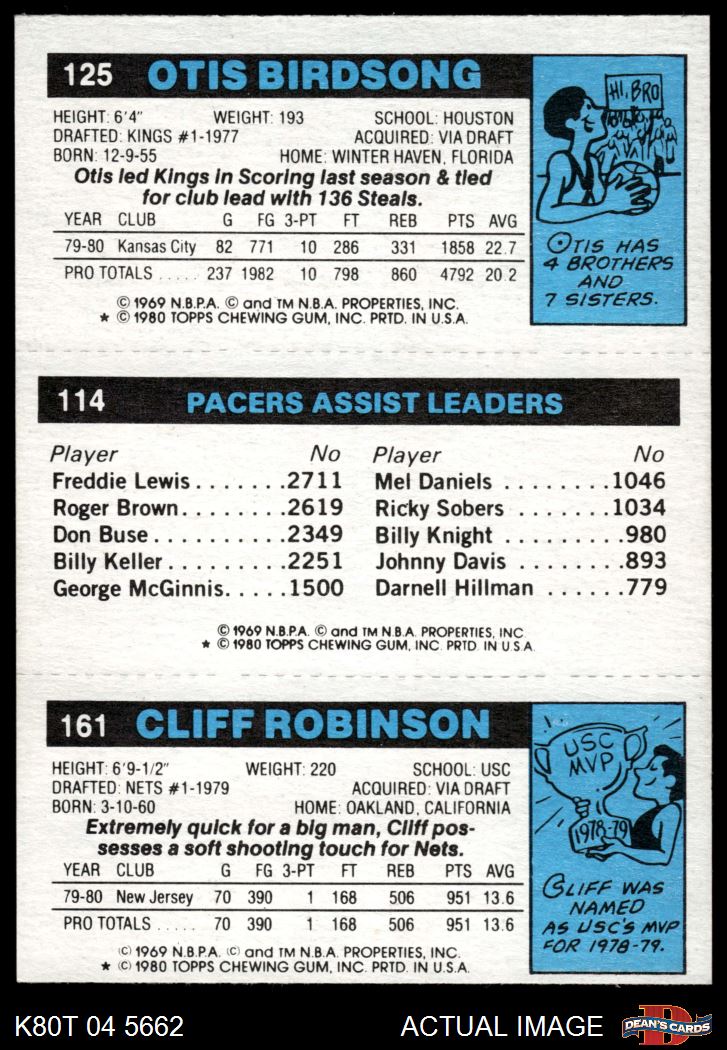 125 OTIS BIRDSONG
HEIGHT: 6'4" WEIGHT: 193 SCHOOL: HOUSTON
DRAFTED: KINGS #1-1977 ACQUIRED: VIA DRAFT
BORN: 12-9-55 HOME: WINTER HAVEN, FLORIDA
Otis led Kings in Scoring last season & tied
for club lead with 136 Steals.
YEAR CLUB G FG 3-PT FT REB PTS AVG
79-80 Kansas City 82 771 10 286 331 1858 22.7
PRO TOTALS ..... 237 1982 10 798 860 4792 20.2
© 1969 N.B.P.A. © and TM N.B.A. PROPERTIES, INC.
★ © 1980 TOPPS CHEWING GUM, INC. PRTD. IN U.S.A.
HI, BRO
OTIS HAS
4 BROTHERS
AND
7 SISTERS.
114 PACERS ASSIST LEADERS
Player No Player No
Freddie Lewis.......2711 Mel Daniels ........1046
Roger Brown........2619 Ricky Sobers .......1034
Don Buse..........2349 Billy Knight .........980
Billy Keller.........2251 Johnny Davis ........893
George McGinnis.....1500 Darnell Hillman ......779
© 1969 N.B.P.A. © and TM N.B.A. PROPERTIES, INC
★ © 1980 TOPPS CHEWING GUM, INC. PRTD IN U.S.A
161 CLIFF ROBINSON
HEIGHT: 6'9-1/2" WEIGHT: 220 SCHOOL: USC
DRAFTED: NETS #1-1979 ACQUIRED: VIA DRAFT
BORN: 3-10-60 HOME: OAKLAND, CALIFORNIA
Extremely quick for a big man, Cliff pos-
sesses a soft shooting touch for Nets.
YEAR CLUB G FG 3-PT FT REB PTS AVG
79-80 New Jersey 70 390 1 168 506 951 13.6
PRO TOTALS ..... 70 390 1 168 506 951 13.6
(C) 1969 N.B.P.A. (C) and TM N.B.A. PROPERTIES, INC.
★ (C) 1980 TOPPS CHEWING GUM, INC. PRTD. IN U.S.A.
USC
MVP
1978-79
CLIFF WAS
NAMED
AS USC'S MVP
FOR 1978-79.
K80T 04 5662 ACTUAL IMAGE
D
DEAN'S CARDS